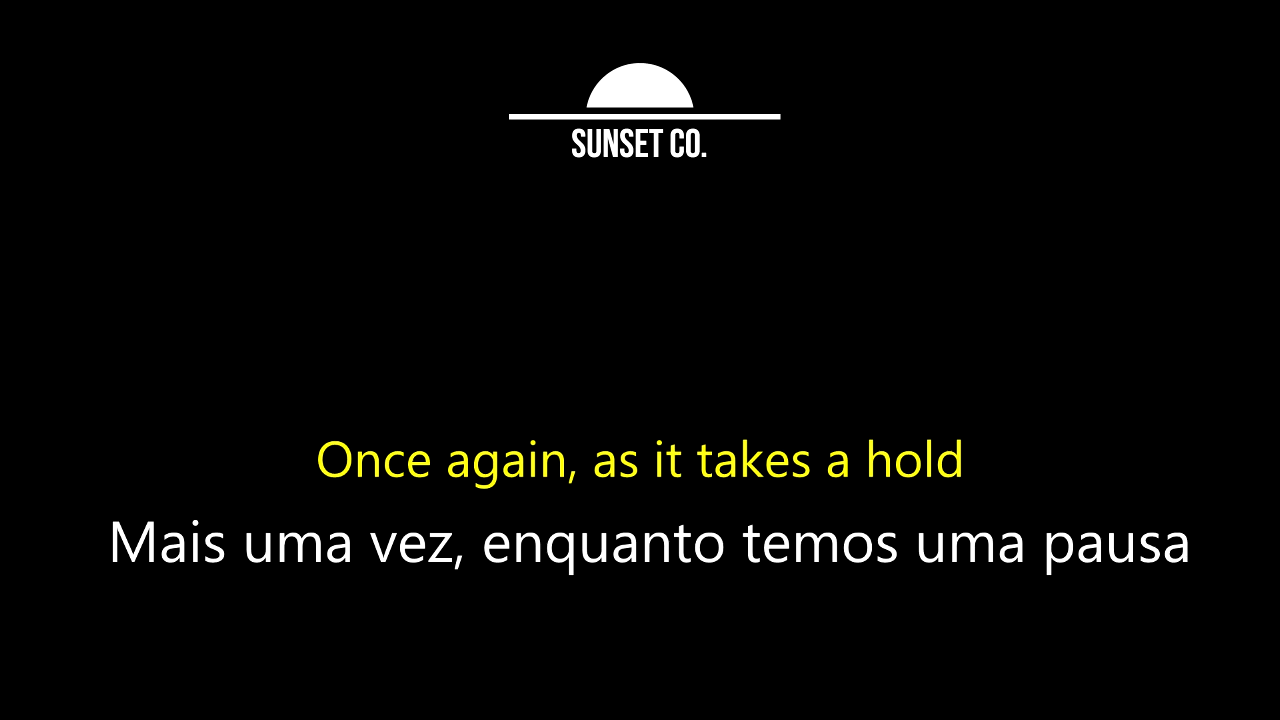 SUNSET CO.
Once again, as it takes a hold
Mais uma vez, enquanto temos uma pausa